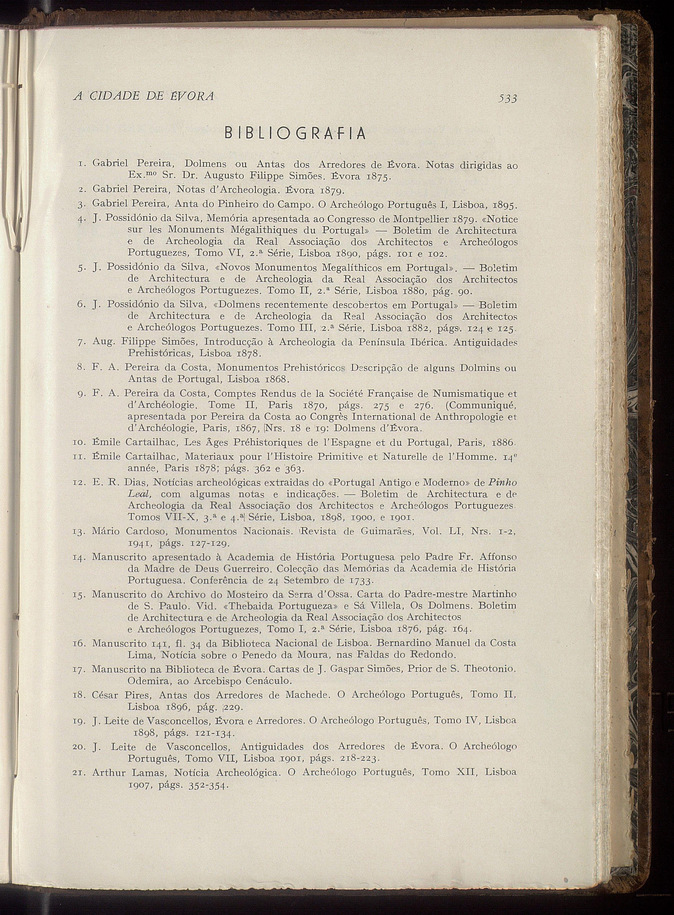 A CIDADE DE ÉVORA
533
BIBLIOGRAFIA
1. Gabriel Pereira, Dolmens ou Antas dos Arredores de Évora. Notas dirigidas ao
Ex.mo Sr. Dr. Augusto Filippe Simões. Évora 1875.
2. Gabriel Pereira, Notas d'Archeologia. Évora 1879.
3. Gabriel Pereira, Anta do Pinheiro do Campo. O Archeólogo Português I, Lisboa, 1895.
4. J. Possidónio da Silva, Memória apresentada ao Congresso de Montpellier 1879. «Notice
sur les Monuments Mégalithiques du Portugal» — Boletim de Architectura
e de Archeologia da Real Associação dos Architectos e Archeólogos
Portuguezes, Tomo VI, 2.ª Série, Lisboa 1890, págs. 101 e 102.
5. J. Possidónio da Silva, «Novos Monumentos Megalíthicos em Portugal». — Boletim
de Architectura e de Archeologia da Real Associação dos Architectos
e Archeólogos Portuguezes. Tomo II, 2.ª Série, Lisboa 1880, pág. 90.
6. J. Possidónio da Silva, «Dolmens recentemente descobertos em Portugal» — Boletim
de Architectura e de Archeologia da Real Associação dos Architectos
e Archeólogos Portuguezes. Tomo III, 2.ª Série, Lisboa 1882, págs. 124 e 125.
7. Aug. Filippe Simões, Introducção à Archeologia da Península Ibérica. Antiguidades
Prehistóricas, Lisboa 1878.
8. F. A. Pereira da Costa, Monumentos Prehistóricos Descripção de alguns Dolmins ou
Antas de Portugal, Lisboa 1868.
9. F. A. Pereira da Costa, Comptes Rendus de la Société Française de Numismatique et
d'Archéologie. Tome II, Paris 1870, págs. 275 e 276. (Communiqué,
apresentada por Pereira da Costa ao Congrès International de Anthropologie et
d'Archéologie, Paris, 1867, Nrs. 18 e 19: Dolmens d'Évora.
10. Émile Cartailhac, Les Âges Préhistoriques de l'Espagne et du Portugal, Paris, 1886
11. Émile Cartailhac, Materiaux pour l'Histoire Primitive et Naturelle de l'Homme. 14e
année, Paris 1878; págs. 362 e 363.
12. E. R. Dias, Notícias archeológicas extraidas do «Portugal Antigo e Moderno» de Pinho
Leal, com algumas notas e indicações. — Boletim de Architectura e de
Archeologia da Real Associação dos Architectos e Archeólogos Portuguezes
Tomos VII-X, 3.ª e 4.ª Série, Lisboa, 1898, 1900, e 1901.
13. Mário Cardoso, Monumentos Nacionais. Revista de Guimarães, Vol. LI, Nrs. 1-2,
1941, págs. 127-129.
14. Manuscrito apresentado à Academia de História Portuguesa pelo Padre Fr. Affonso
da Madre de Deus Guerreiro. Colecção das Memórias da Academia de História
Portuguesa. Conferência de 24 Setembro de 1733.
15. Manuscrito do Archivo do Mosteiro da Serra d'Ossa. Carta do Padre-mestre Martinho
de S. Paulo. Vid. «Thebaida Portugueza» e Sá Villela, Os Dolmens. Boletim
de Architectura e de Archeologia da Real Associação dos Architectos
e Archeólogos Portuguezes, Tomo I, 2.ª Série, Lisboa 1876, pág. 164.
16. Manuscrito 141, fl. 34 da Biblioteca Nacional de Lisboa. Bernardino Manuel da Costa
Lima, Notícia sobre o Penedo da Moura, nas Faldas do Redondo.
17. Manuscrito na Biblioteca de Évora. Cartas de J. Gaspar Simões, Prior de S. Theotonio.
Odemira, ao Arcebispo Cenáculo.
18. César Pires, Antas dos Arredores de Machede. O Archeólogo Português, Tomo II.
Lisboa 1896, pág. 229.
19. J. Leite de Vasconcellos, Évora e Arredores. O Archeólogo Português, Tomo IV, Lisboa
1898, págs. 121-134.
20. J. Leite de Vasconcellos, Antiguidades dos Arredores de Évora. O Archeólogo
Português, Tomo VII, Lisboa 1901, págs. 218-223.
21. Arthur Lamas, Notícia Archeológica. O Archeólogo Português, Tomo XII, Lisboa
1907, págs. 352-354.